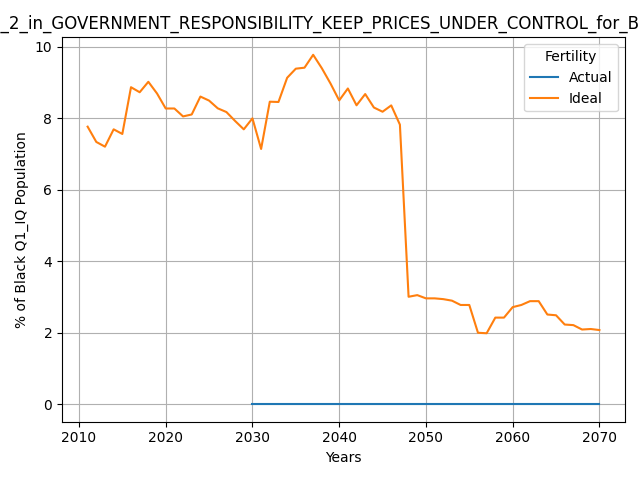 _2_in_GOVERNMENT_RESPONSIBILITY_KEEP_PRICES_UNDER_CONTROL_for_B
Fertility
Actual
Ideal
% of Black Q1_IQ Population
10
8
6
4
2
0
2010 2020 2030 2040 2050 2060 2070
Years